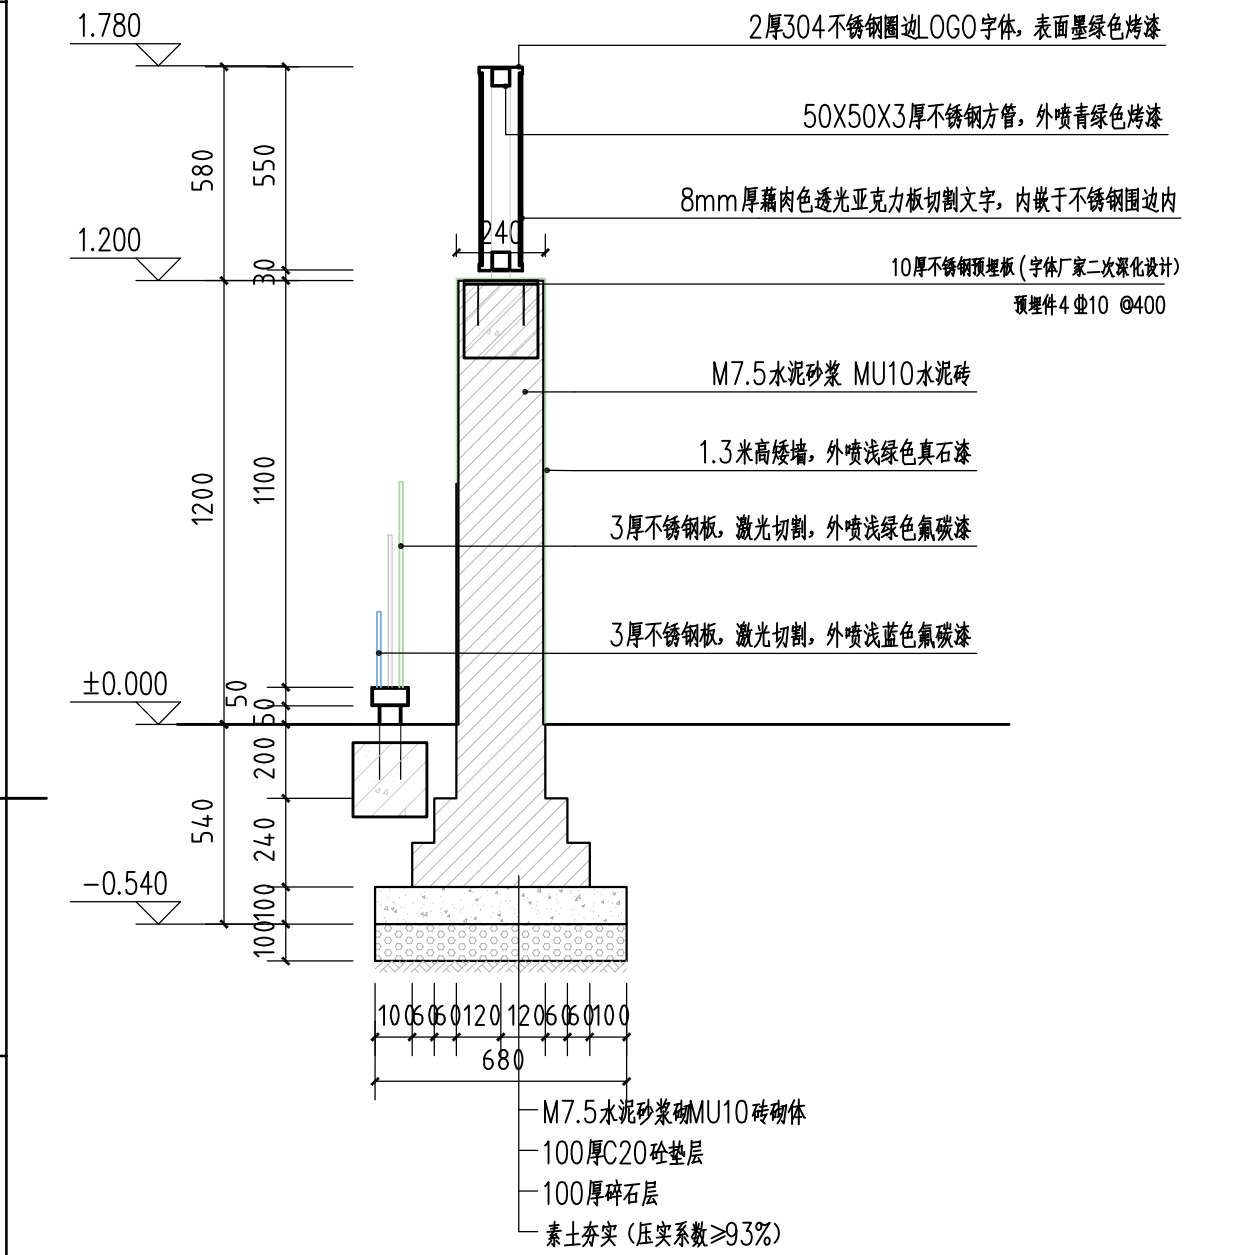 1.780
2厚304不锈钢圈边LOGO字体，表面墨绿色烤漆
50X50X3厚不锈钢方管，外喷青绿色烤漆
580
550
8mm厚藕肉色透光亚克力板切割文字，内嵌于不锈钢围边内
240
1.200
30
10厚不锈钢预埋板(字体厂家二次深化设计)
预埋件4⌀10 @400
M7.5水泥砂浆 MU10水泥砖
1.3米高矮墙，外喷浅绿色真石漆
1200
1100
3厚不锈钢板，激光切割，外喷浅绿色氟碳漆
3厚不锈钢板，激光切割，外喷浅蓝色氟碳漆
±0.000
50
50
200
540
240
-0.540
100
100
100 60 60 120 120 60 60 100
680
M7.5水泥砂浆砌MU10砖砌体
100厚C20砼垫层
100厚碎石层
素土夯实(压实系数≥93%)